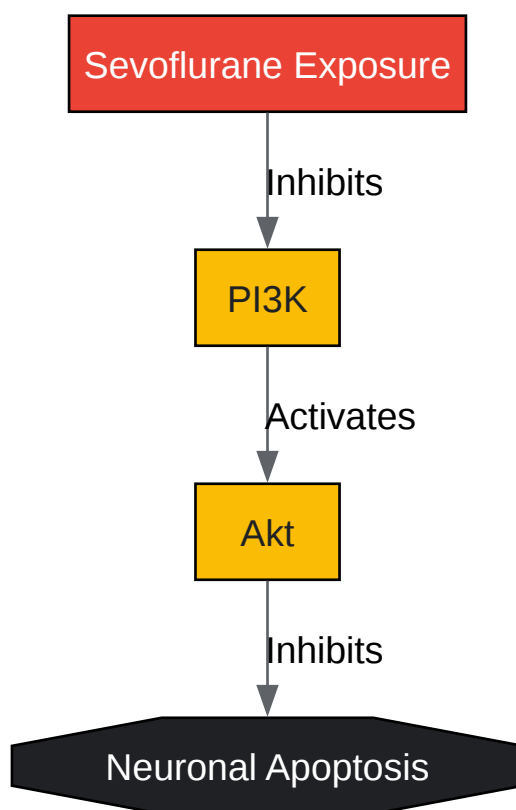 Sevoflurane Exposure
Inhibits
PI3K
Activates
Akt
Inhibits
Neuronal Apoptosis